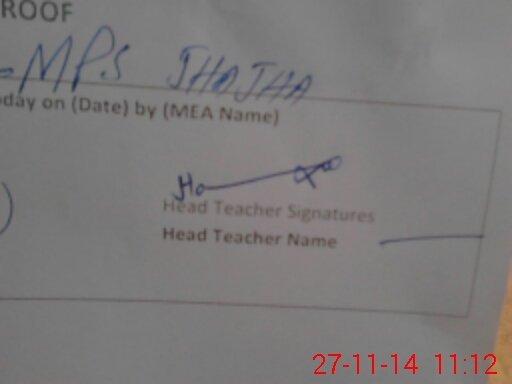 ROOF
MPS JHAJHA
day on (Date) by (MEA Name)
Head Teacher Signatures
Head Teacher Name
27-11-14 11:12